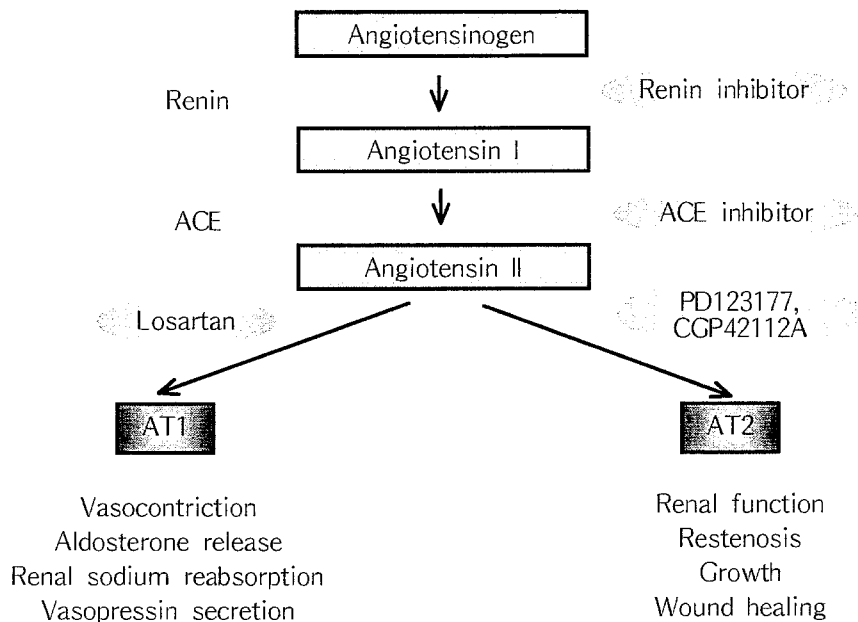 Angiotensinogen
Renin
Renin inhibitor
Angiotensin I
ACE
ACE inhibitor
Angiotensin II
Losartan
PD123177,
CGP42112A
AT1
AT2
Vasocontriction
Aldosterone release
Renal sodium reabsorption
Vasopressin secretion
Renal function
Restenosis
Growth
Wound healing